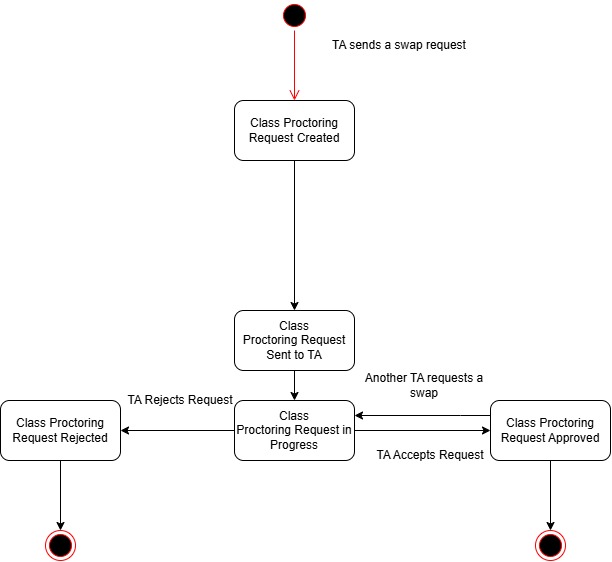 TA sends a swap request
Class Proctoring
Request Created
Class
Proctoring Request
Sent to TA
Another TA requests a
swap
TA Rejects Request
Class Proctoring
Request Rejected
Class
Proctoring Request in
Progress
Class Proctoring
Request Approved
TA Accepts Request